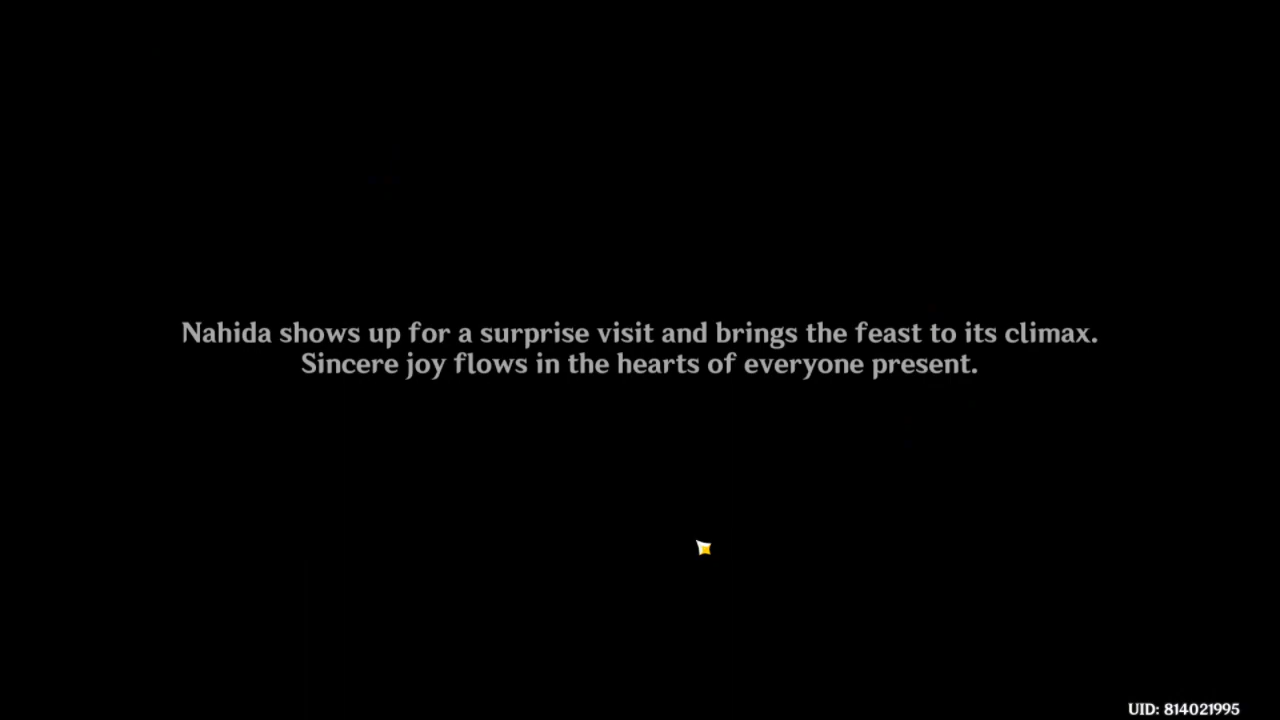 Nahida shows up for a surprise visit and brings the feast to its climax.
Sincere joy flows in the hearts of everyone present.
UID: 814021995